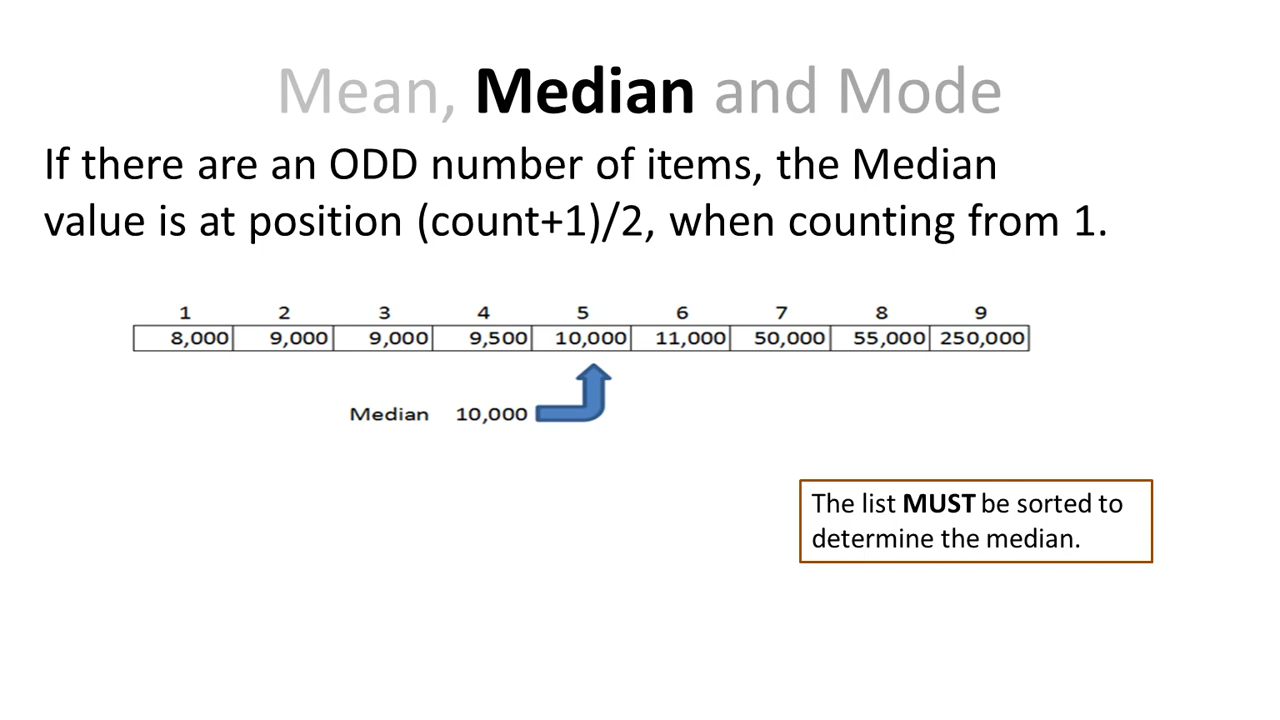 Mean, Median and Mode
If there are an ODD number of items, the Median
value is at position (count+1)/2, when counting from 1.
1 2 3 4 5 6 7 8 9
8,000 9,000 9,000 9,500 10,000 11,000 50,000 55,000 250,000
Median 10,000
The list MUST be sorted to
determine the median.